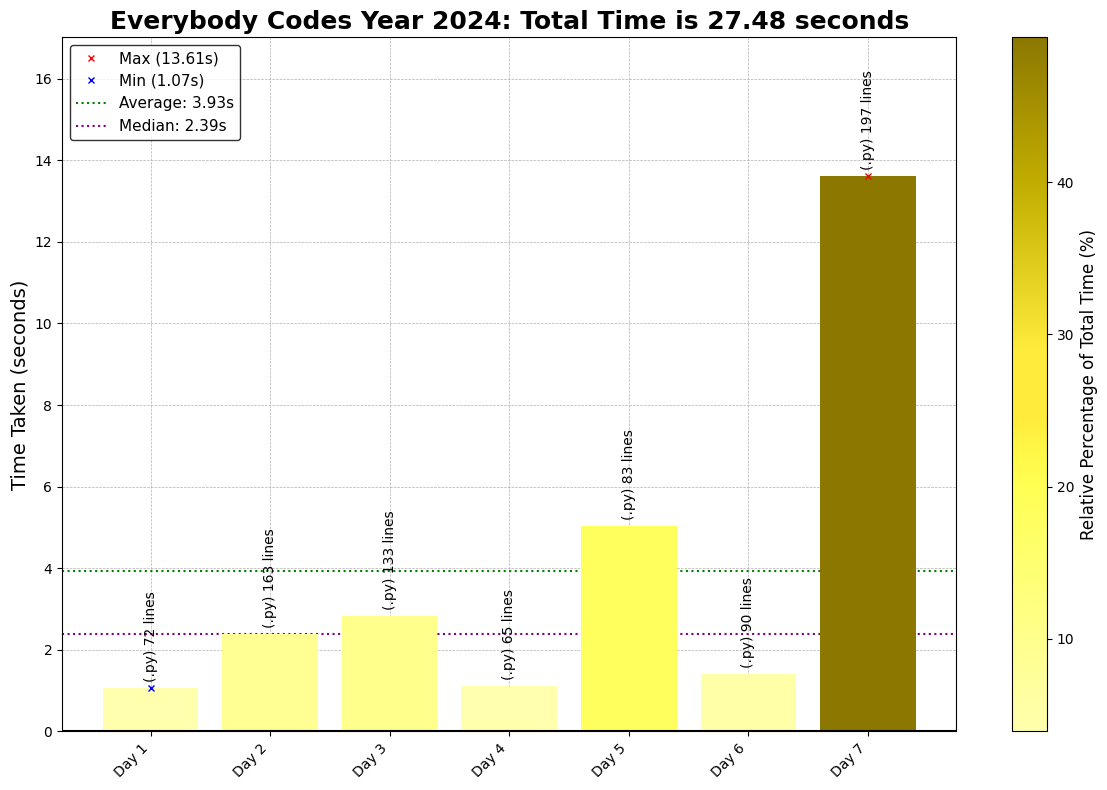 Everybody Codes Year 2024: Total Time is 27.48 seconds
Max (13.61s)
Min (1.07s)
Average: 3.93s
Median: 2.39s
Time Taken (seconds)
16
14
12
10
8
6
4
2
0
(.py) 72 lines
(.py) 163 lines
(.py) 133 lines
(.py) 65 lines
(.py) 83 lines
(.py) 90 lines
(.py) 197 lines
Day 1
Day 2
Day 3
Day 4
Day 5
Day 6
Day 7
40
30
20
10
Relative Percentage of Total Time (%)